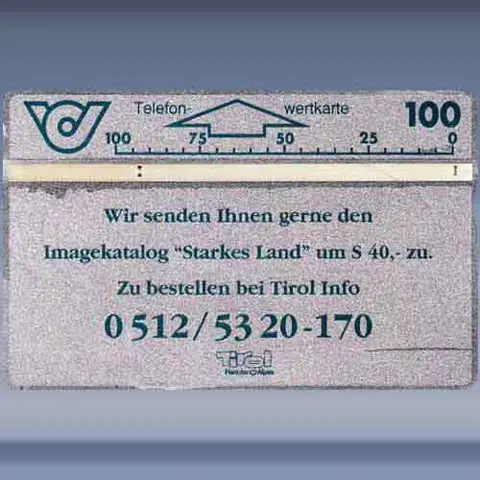 Telefon-wertkarte 100
100 75 50 25 0
Wir senden Ihnen gerne den
Imagekatalog "Starkes Land" um S 40,- zu.
Zu bestellen bei Tirol Info
0 512/53 20-170
Tirol